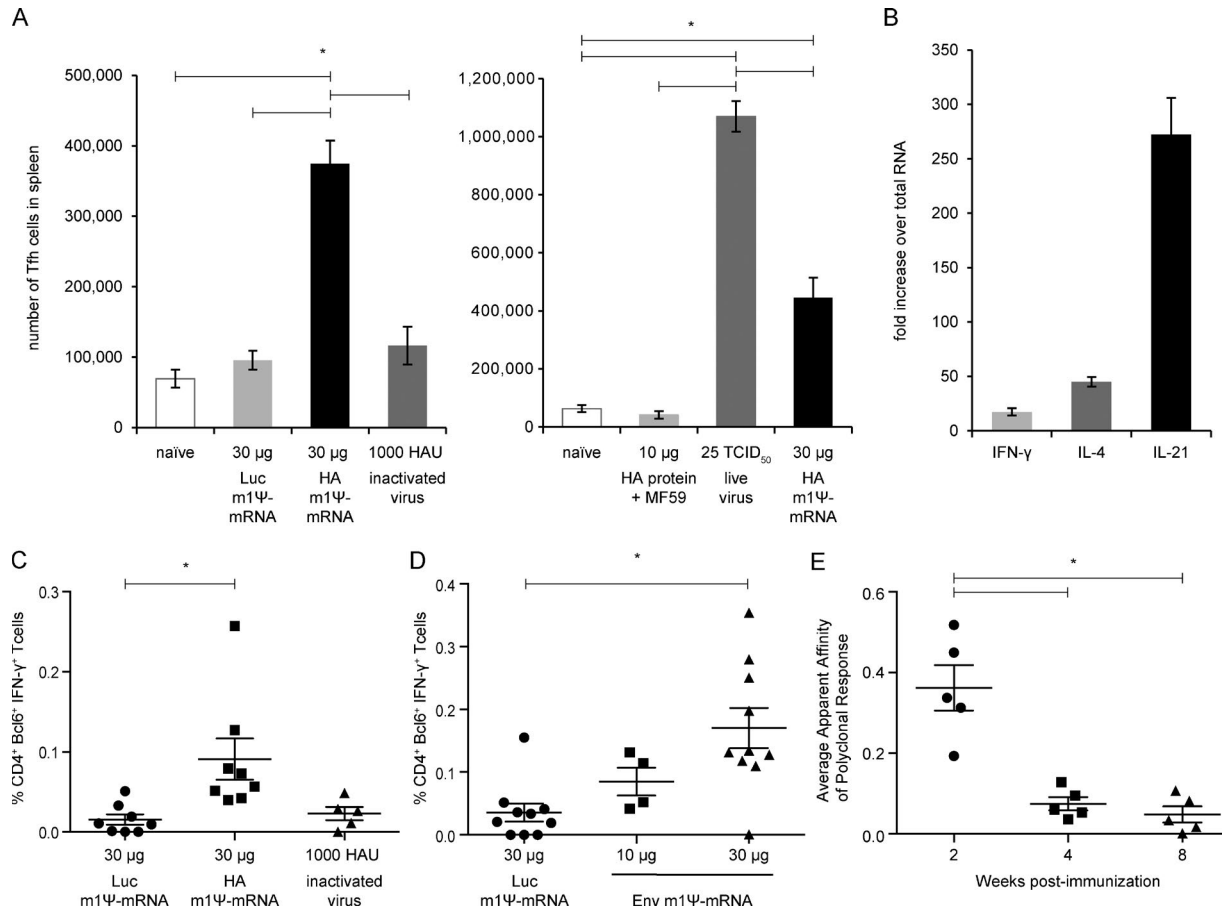 A
number of Tfh cells in spleen
500,000
400,000
300,000
200,000
100,000
0
*
naïve
30 µg
Luc
m1Ψ-
mRNA
30 µg
HA
m1Ψ-
mRNA
1000 HAU
inactivated
virus
1,200,000
1,000,000
800,000
600,000
400,000
200,000
0
*
naïve
10 µg
HA protein
+ MF59
25 TCID50
live
virus
30 µg
HA
m1Ψ-
mRNA
B
fold increase over total RNA
350
300
250
200
150
100
50
0
IFN-γ
IL-4
IL-21
C
% CD4+ Bcl6+ IFN-γ+ Tcells
0.3
0.2
0.1
0.0
*
30 µg
Luc
m1Ψ-mRNA
30 µg
HA
m1Ψ-mRNA
1000 HAU
inactivated
virus
D
% CD4+ Bcl6+ IFN-γ+ Tcells
0.4
0.3
0.2
0.1
0.0
*
30 µg
Luc
m1Ψ-mRNA
10 µg
30 µg
Env m1Ψ-mRNA
E
Average Apparent Affinity
of Polyclonal Response
0.6
0.4
0.2
0.0
*
2
4
8
Weeks post-immunization